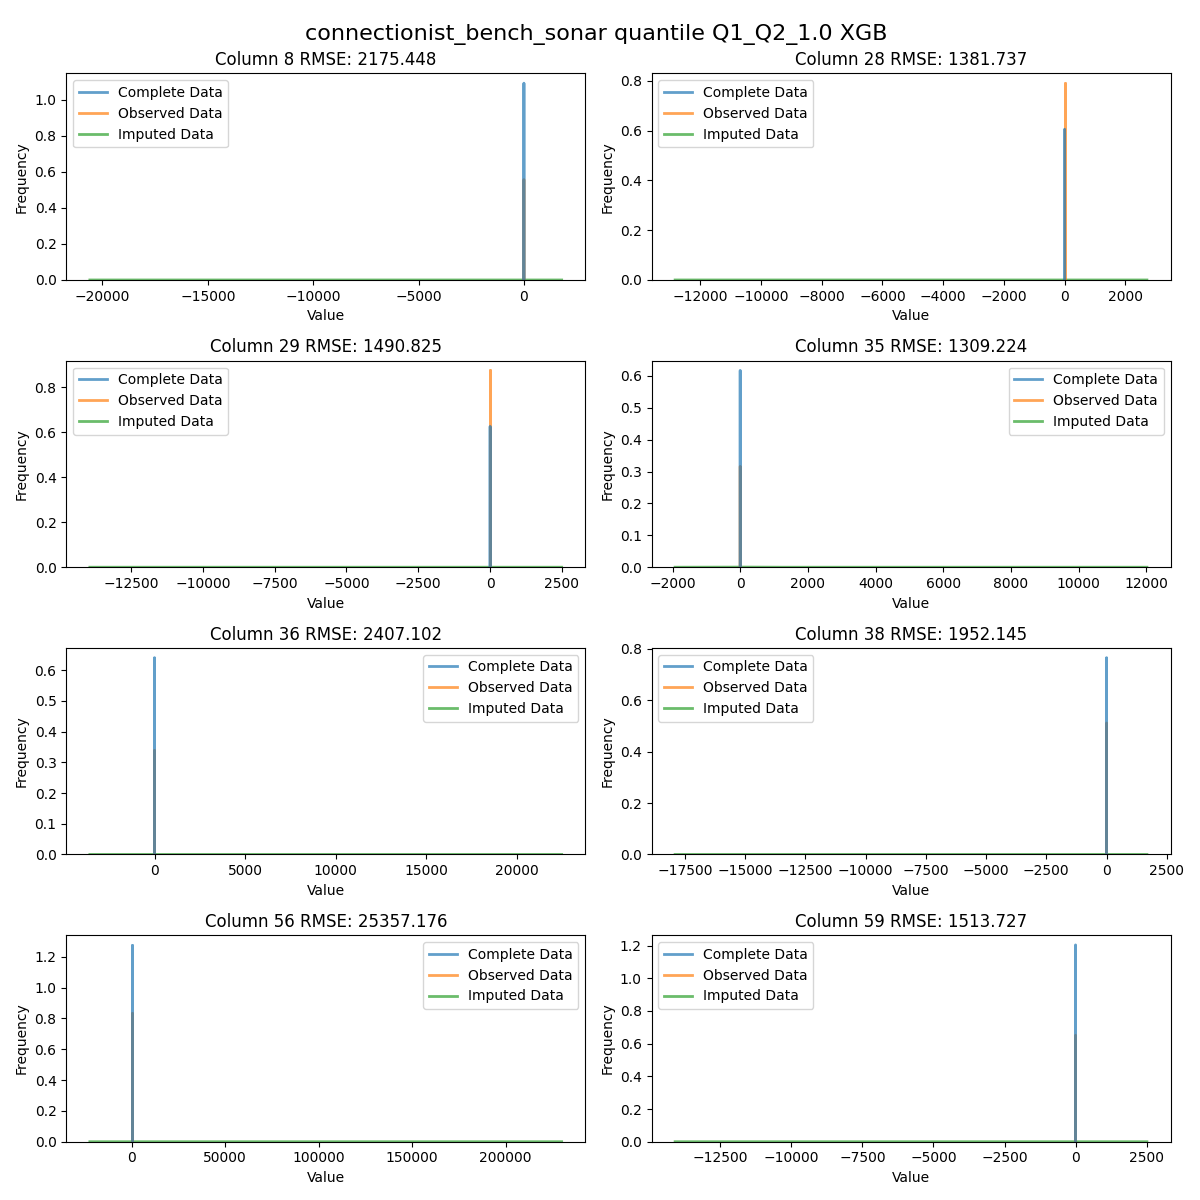 connectionist_bench_sonar quantile Q1_Q2_1.0 XGB
Column 8 RMSE: 2175.448
Complete Data
Observed Data
Imputed Data
Frequency
0.0
0.2
0.4
0.6
0.8
1.0
−20000
−15000
−10000
−5000
0
Value
Column 28 RMSE: 1381.737
Complete Data
Observed Data
Imputed Data
Frequency
0.0
0.2
0.4
0.6
0.8
−12000
−10000
−8000
−6000
−4000
−2000
0
2000
Value
Column 29 RMSE: 1490.825
Complete Data
Observed Data
Imputed Data
Frequency
0.0
0.2
0.4
0.6
0.8
−12500
−10000
−7500
−5000
−2500
0
2500
Value
Column 35 RMSE: 1309.224
Complete Data
Observed Data
Imputed Data
Frequency
0.0
0.1
0.2
0.3
0.4
0.5
0.6
−2000
0
2000
4000
6000
8000
10000
12000
Value
Column 36 RMSE: 2407.102
Complete Data
Observed Data
Imputed Data
Frequency
0.0
0.1
0.2
0.3
0.4
0.5
0.6
0
5000
10000
15000
20000
Value
Column 38 RMSE: 1952.145
Complete Data
Observed Data
Imputed Data
Frequency
0.0
0.2
0.4
0.6
0.8
−17500
−15000
−12500
−10000
−7500
−5000
−2500
0
2500
Value
Column 56 RMSE: 25357.176
Complete Data
Observed Data
Imputed Data
Frequency
0.0
0.2
0.4
0.6
0.8
1.0
1.2
0
50000
100000
150000
200000
Value
Column 59 RMSE: 1513.727
Complete Data
Observed Data
Imputed Data
Frequency
0.0
0.2
0.4
0.6
0.8
1.0
1.2
−12500
−10000
−7500
−5000
−2500
0
2500
Value